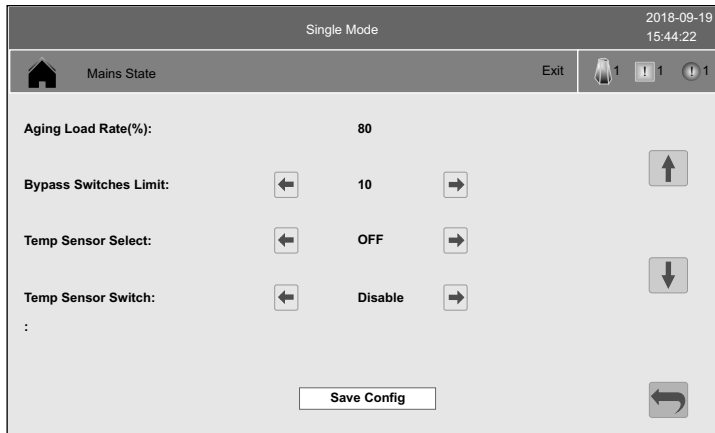 Single Mode
2018-09-19
15:44:22
Mains State
Exit
1
! 1
! 1
Aging Load Rate(%): 80
Bypass Switches Limit: 10
Temp Sensor Select: OFF
Temp Sensor Switch: Disable
:
Save Config